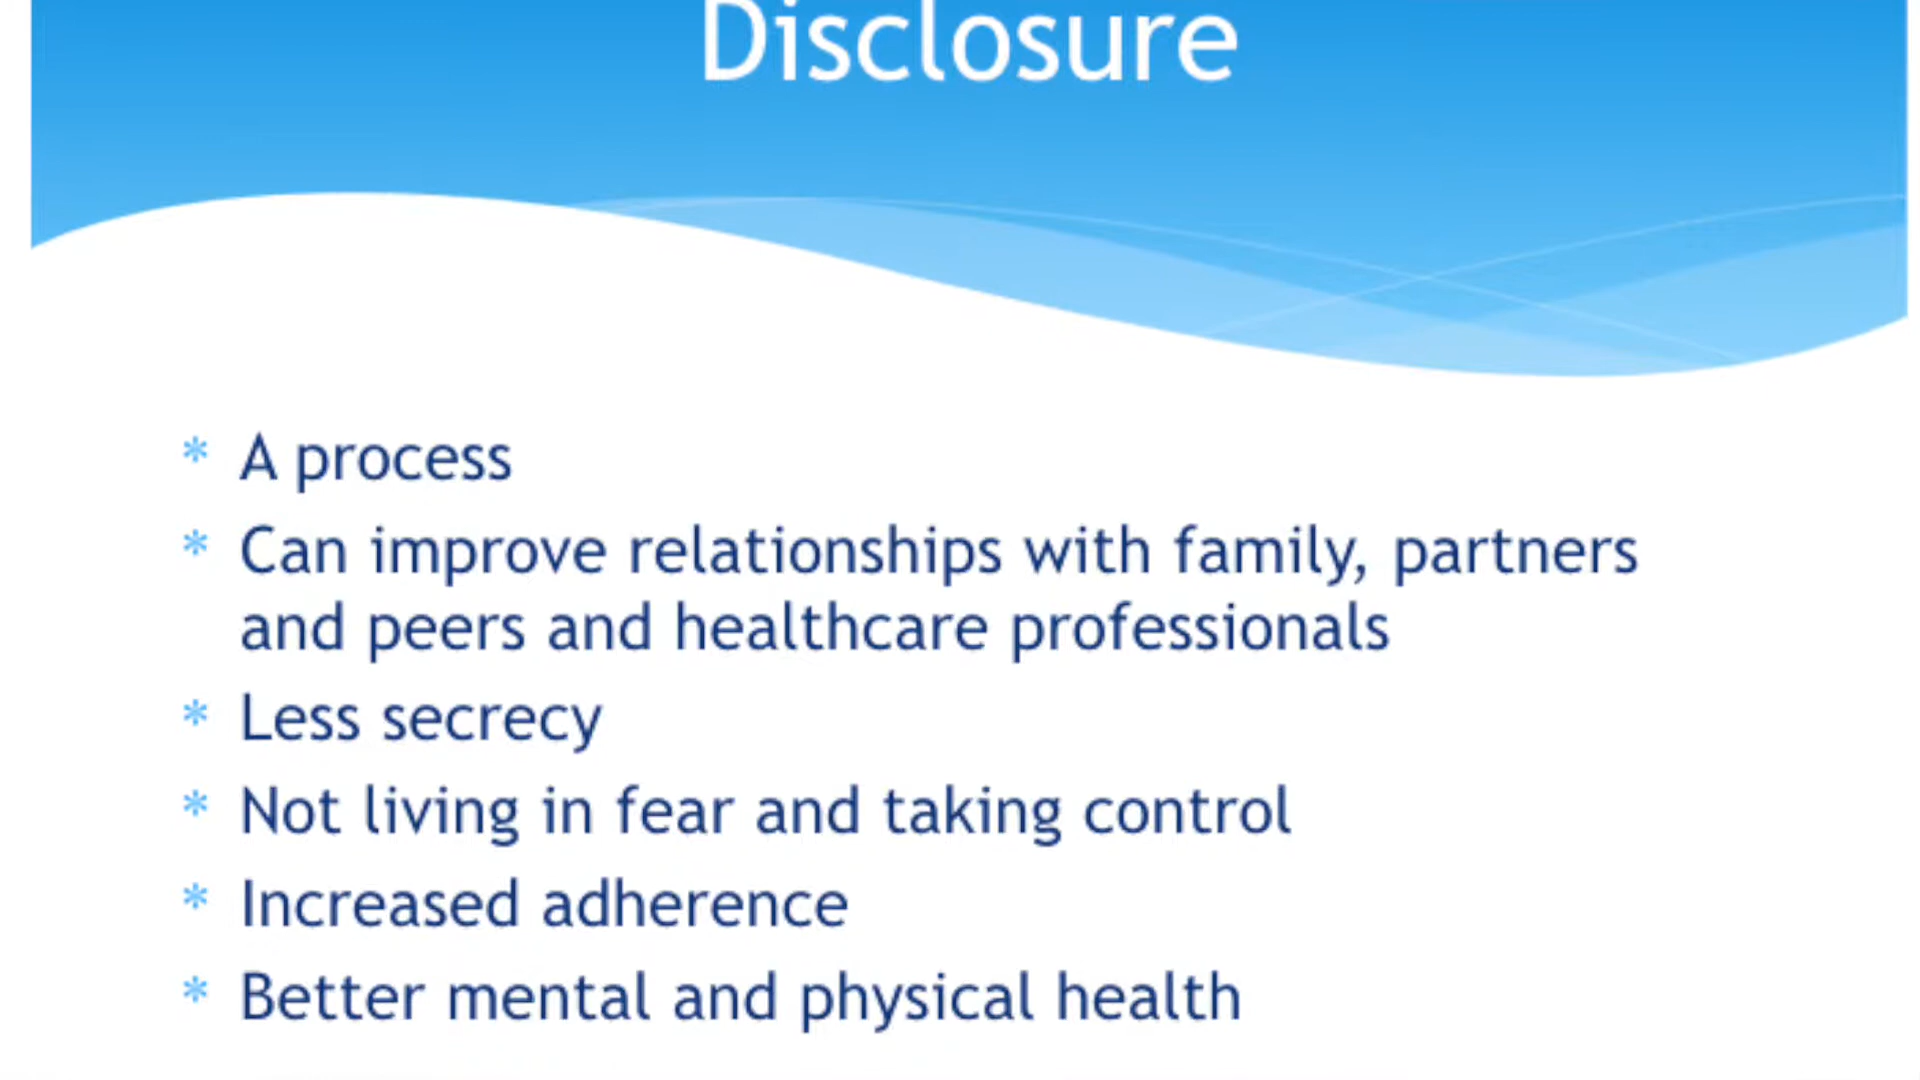 Disclosure
* A process
* Can improve relationships with family, partners
and peers and healthcare professionals
* Less secrecy
* Not living in fear and taking control
* Increased adherence
* Better mental and physical health